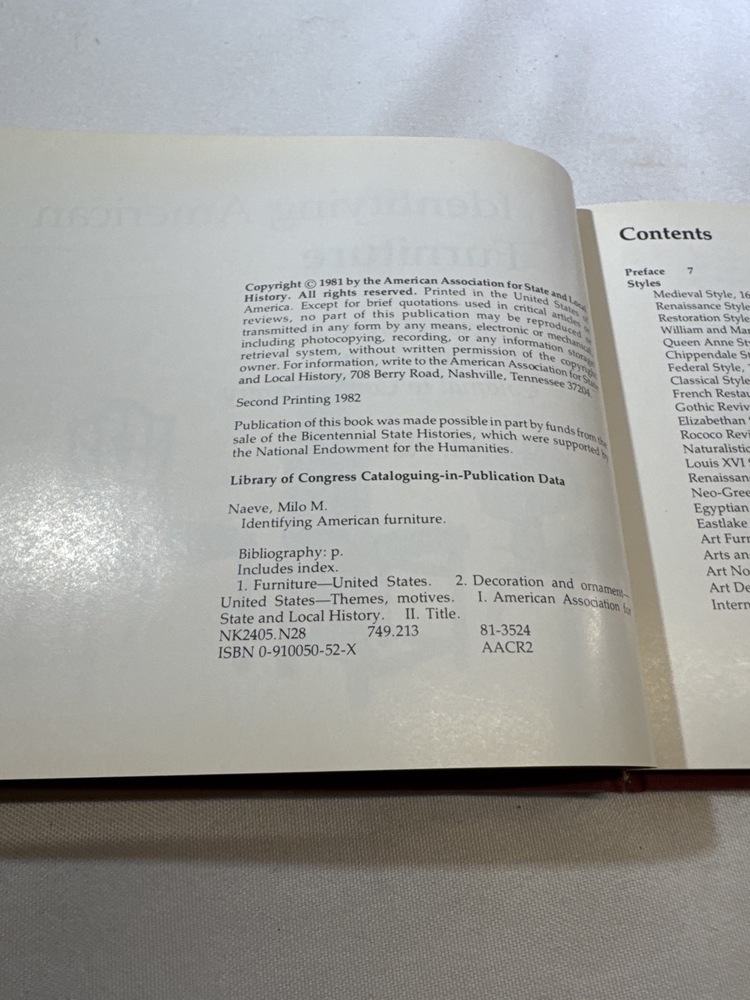 Identifying American
Furniture
Copyright © 1981 by the American Association for State and Local
History. All rights reserved. Printed in the United States of
America. Except for brief quotations used in critical articles or
reviews, no part of this publication may be reproduced or
transmitted in any form by any means, electronic or mechanical
including photocopying, recording, or any information storage
retrieval system, without written permission of the copyright
owner. For information, write to the American Association for State
and Local History, 708 Berry Road, Nashville, Tennessee 37204.
Second Printing 1982
Publication of this book was made possible in part by funds from the
sale of the Bicentennial State Histories, which were supported by
the National Endowment for the Humanities.
Library of Congress Cataloguing-in-Publication Data
Naeve, Milo M.
Identifying American furniture.
Bibliography: p.
Includes index.
1. Furniture—United States. 2. Decoration and ornament—
United States—Themes, motives. I. American Association for
State and Local History. II. Title.
NK2405.N28 749.213 81-3524
ISBN 0-910050-52-X AACR2
Contents
Preface 7
Styles
Medieval Style, 16
Renaissance Style
Restoration Style
William and Mar
Queen Anne St
Chippendale St
Federal Style,
Classical Style
French Restau
Gothic Reviv
Elizabethan
Rococo Revi
Naturalistic
Louis XVI
Renaissan
Neo-Gree
Egyptian
Eastlake
Art Furr
Arts an
Art No
Art De
Intern